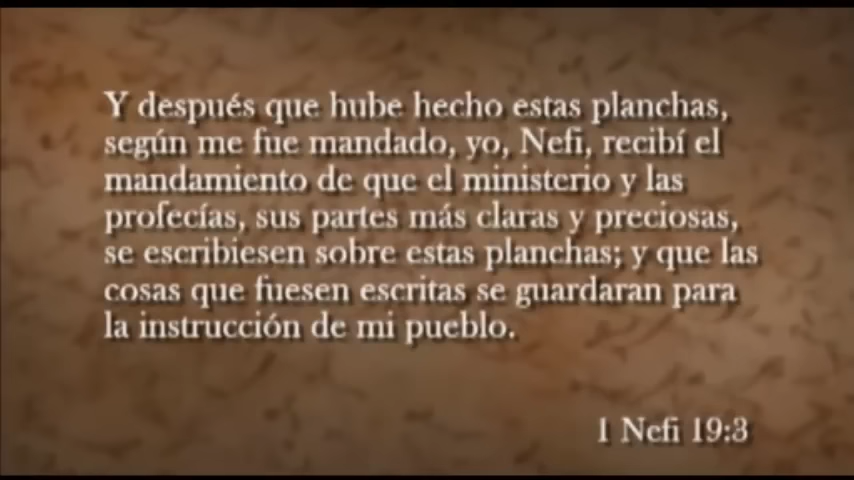 Y después que hube hecho estas planchas,
según me fue mandado, yo, Nefi, recibí el
mandamiento de que el ministerio y las
profecías, sus partes más claras y preciosas,
se escribiesen sobre estas planchas; y que las
cosas que fuesen escritas se guardaran para
la instrucción de mi pueblo.
1 Nefi 19:3